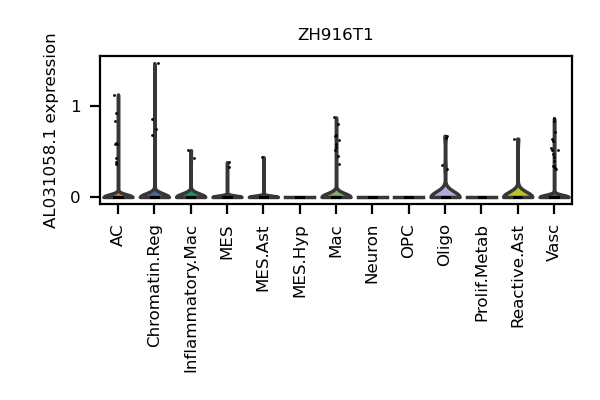 ZH916T1
AL031058.1 expression
1
0
AC
Chromatin.Reg
Inflammatory.Mac
MES
MES.Ast
MES.Hyp
Mac
Neuron
OPC
Oligo
Prolif.Metab
Reactive.Ast
Vasc